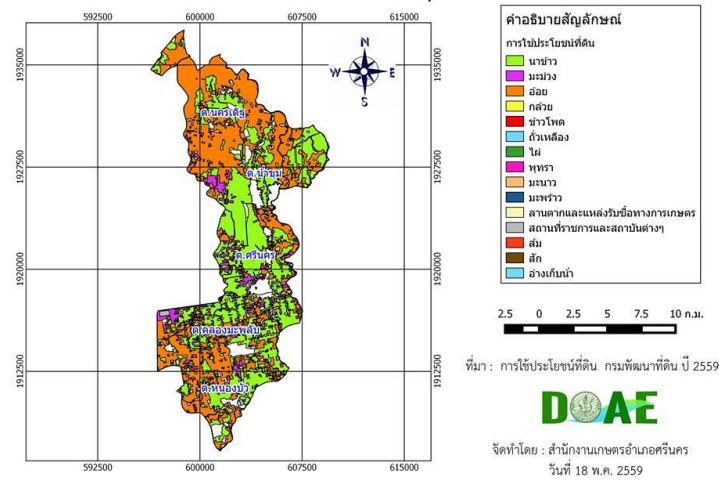 592500 600000 607500 615000
1935000 1935000
N
W E
S
ต.นครเดิฐ
1927500 1927500
ต.น้ำขุม
ต.ศรีนคร
1920000 1920000
ต.คลองมะพลับ
1912500 1912500
ต.หนองบัว
592500 600000 607500 615000
คำอธิบายสัญลักษณ์
การใช้ประโยชน์ที่ดิน
นาข้าว
มะม่วง
อ้อย
กล้วย
ข้าวโพด
ถั่วเหลือง
ไผ่
พุทรา
มะนาว
มะพร้าว
ลานตากและแหล่งรับซื้อทางการเกษตร
สถานที่ราชการและสถาบันต่างๆ
ส้ม
สัก
อ่างเก็บน้ำ
2.5 0 2.5 5 7.5 10 ก.ม.
ที่มา : การใช้ประโยชน์ที่ดิน กรมพัฒนาที่ดิน ปี 2559
DOAE
จัดทำโดย : สำนักงานเกษตรอำเภอศรีนคร
วันที่ 18 พ.ค. 2559